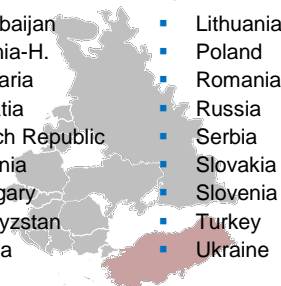 baijan
nia-H.
aria
tia
ch Republic
nia
gary
yzstan
a
▪ Lithuania
▪ Poland
▪ Romania
▪ Russia
▪ Serbia
▪ Slovakia
▪ Slovenia
▪ Turkey
▪ Ukraine